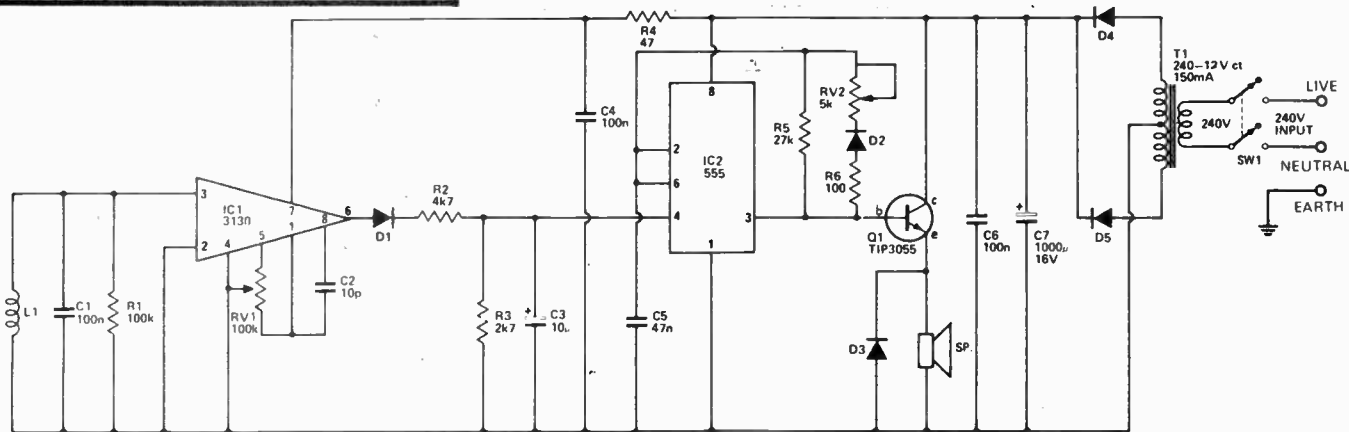 R4
47
D4
T1
240-12V ct
150mA
LIVE
240V
240V
INPUT
SW1
NEUTRAL
EARTH
D5
8
C4
100n
RV2
5k
R5
27k
D2
R6
100
2
6
IC2
555
4
3
1
b
c
e
Q1
TIP3055
C6
100n
+
C7
1000µ
16V
3
2
IC1
3130
7
6
4
5
1
8
D1
R2
4k7
L1
C1
100n
R1
100k
RV1
100k
C2
10p
R3
2k7
+
C3
10µ
C5
47n
D3
SP.